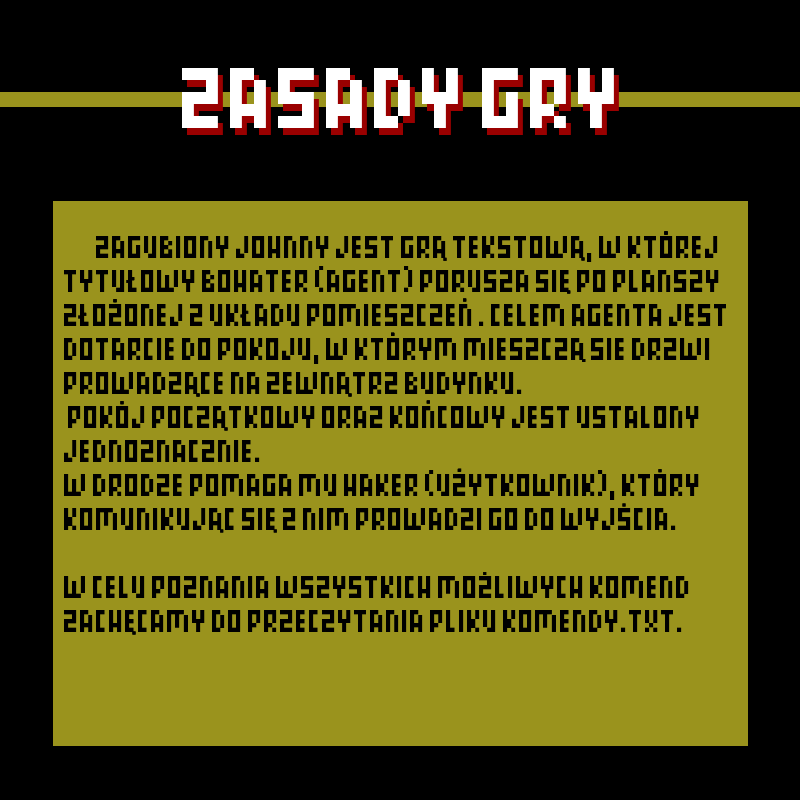 ZASADY GRY
ZAGUBIONY JOHNNY JEST GRĄ TEKSTOWĄ, W KTÓREJ
TYTUŁOWY BOHATER (AGENT) PORUSZA SIĘ PO PLANSZY
ZŁOŻONEJ Z UKŁADU POMIESZCZEŃ . CELEM AGENTA JEST
DOTARCIE DO POKOJU, W KTÓRYM MIESZCZĄ SIE DRZWI
PROWADZĄCE NA ZEWNĄTRZ BUDYNKU.
POKÓJ POCZĄTKOWY ORAZ KOŃCOWY JEST USTALONY
JEDNOZNACZNIE.
W DRODZE POMAGA MU HAKER (UŻYTKOWNIK), KTÓRY
KOMUNIKUJĄC SIĘ Z NIM PROWADZI GO DO WYJŚCIA.
W CELU POZNANIA WSZYSTKICH MOŻLIWYCH KOMEND
ZACHĘCAMY DO PRZECZYTANIA PLIKU KOMENDY.TXT.